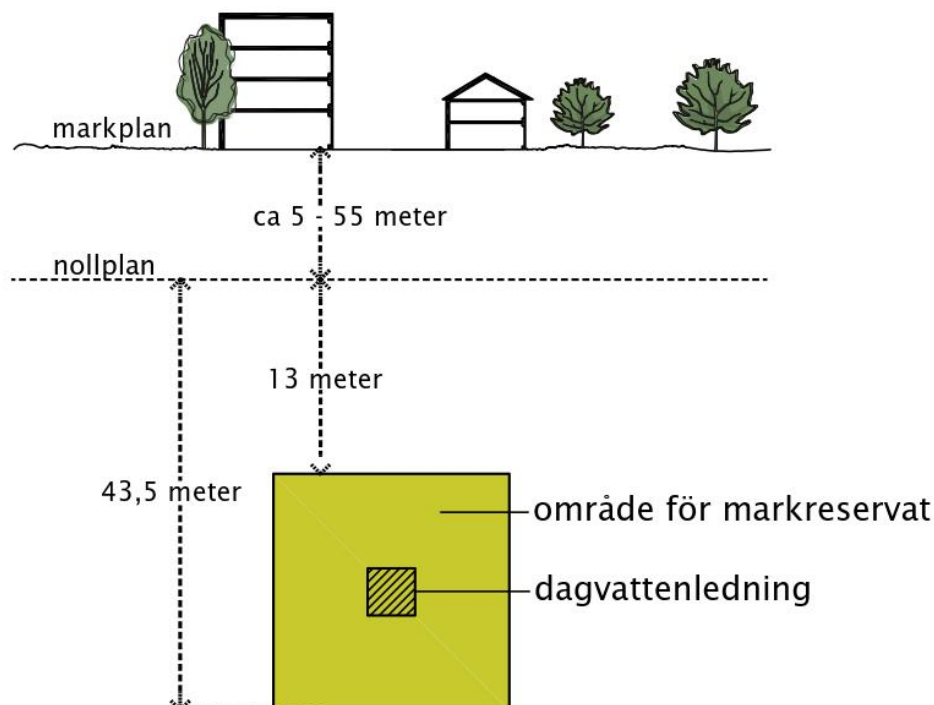 markplan
ca 5 - 55 meter
nollplan
13 meter
43,5 meter
område för markreservat
dagvattenledning